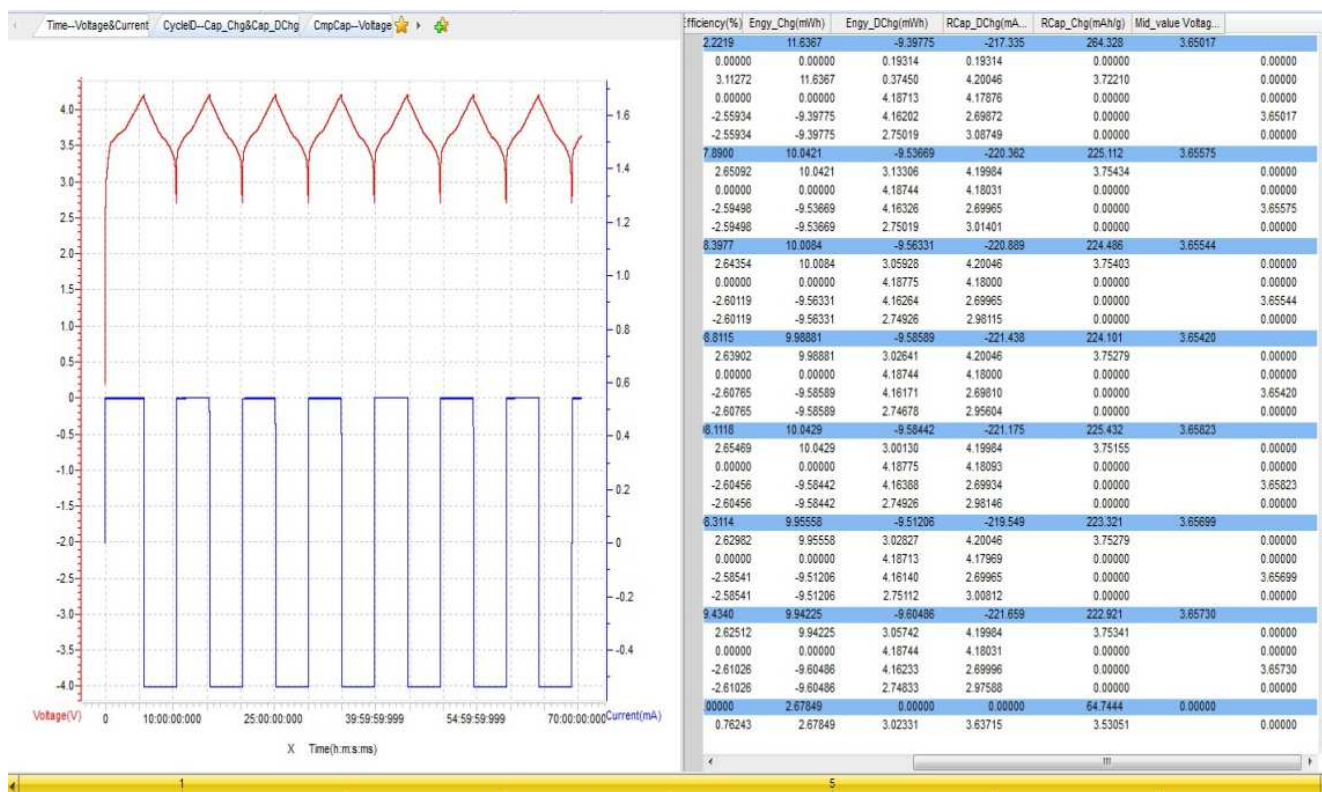 Time--Voltage&Current CycleID--Cap_Chg&Cap_DChg CmpCap--Voltage
4.0
3.5
3.0
2.5
2.0
1.5
1.0
0.5
0
-0.5
-1.0
-1.5
-2.0
-2.5
-3.0
-3.5
-4.0
1.6
1.4
1.2
1.0
0.8
0.6
0.4
0.2
0
-0.2
-0.4
Voltage(V) 0 10:00:00:000 25:00:00:000 39:59:59:999 54:59:59:999 70:00:00:000 Current(mA)
X Time(h:m:s:ms)
Efficiency(%) Engy_Chg(mWh) Engy_DChg(mWh) RCap_DChg(mA... RCap_Chg(mAh/g) Mid_value Voltag...
2.2219 11.6367 -9.39775 -217.335 264.328 3.65017
0.00000 0.00000 0.19314 0.19314 0.00000 0.00000
3.11272 11.6367 0.37450 4.20046 3.72210 0.00000
0.00000 0.00000 4.18713 4.17876 0.00000 0.00000
-2.55934 -9.39775 4.16202 2.69872 0.00000 3.65017
-2.55934 -9.39775 2.75019 3.08749 0.00000 0.00000
7.8900 10.0421 -9.53669 -220.362 225.112 3.65575
2.65092 10.0421 3.13306 4.19984 3.75434 0.00000
0.00000 0.00000 4.18744 4.18031 0.00000 0.00000
-2.59498 -9.53669 4.16326 2.69965 0.00000 3.65575
-2.59498 -9.53669 2.75019 3.01401 0.00000 0.00000
8.3977 10.0084 -9.56331 -220.889 224.486 3.65544
2.64354 10.0084 3.05928 4.20046 3.75403 0.00000
0.00000 0.00000 4.18775 4.18000 0.00000 0.00000
-2.60119 -9.56331 4.16264 2.69965 0.00000 3.65544
-2.60119 -9.56331 2.74926 2.98115 0.00000 0.00000
8.8115 9.98881 -9.58589 -221.438 224.101 3.65420
2.63902 9.98881 3.02641 4.20046 3.75279 0.00000
0.00000 0.00000 4.18744 4.18000 0.00000 0.00000
-2.60765 -9.58589 4.16171 2.69810 0.00000 3.65420
-2.60765 -9.58589 2.74678 2.95604 0.00000 0.00000
8.1118 10.0429 -9.58442 -221.175 225.432 3.65823
2.65469 10.0429 3.00130 4.19984 3.75155 0.00000
0.00000 0.00000 4.18775 4.18093 0.00000 0.00000
-2.60456 -9.58442 4.16388 2.69934 0.00000 3.65823
-2.60456 -9.58442 2.74926 2.98146 0.00000 0.00000
8.3114 9.95558 -9.51206 -219.549 223.321 3.65699
2.62982 9.95558 3.02827 4.20046 3.75279 0.00000
0.00000 0.00000 4.18713 4.17969 0.00000 0.00000
-2.58541 -9.51206 4.16140 2.69965 0.00000 3.65699
-2.58541 -9.51206 2.75112 3.00812 0.00000 0.00000
9.4340 9.94225 -9.60486 -221.659 222.921 3.65730
2.62512 9.94225 3.05742 4.19984 3.75341 0.00000
0.00000 0.00000 4.18744 4.18031 0.00000 0.00000
-2.61026 -9.60486 4.16233 2.69996 0.00000 3.65730
-2.61026 -9.60486 2.74833 2.97588 0.00000 0.00000
.00000 2.67849 0.00000 0.00000 64.7444 0.00000
0.76243 2.67849 3.02331 3.63715 3.53051 0.00000
1 5